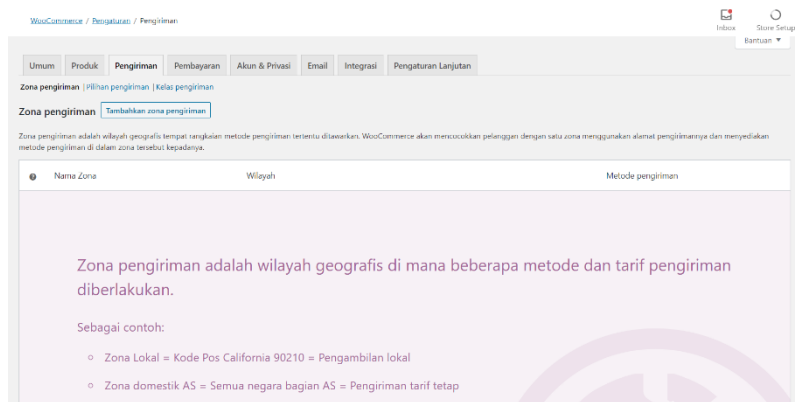 WooCommerce / Pengaturan / Pengiriman
Inbox
Store Setup
Bantuan ▼
Umum Produk Pengiriman Pembayaran Akun & Privasi Email Integrasi Pengaturan Lanjutan
Zona pengiriman | Pilihan pengiriman | Kelas pengiriman
Zona pengiriman Tambahkan zona pengiriman
Zona pengiriman adalah wilayah geografis tempat rangkaian metode pengiriman tertentu ditawarkan. WooCommerce akan mencocokkan pelanggan dengan satu zona menggunakan alamat pengirimannya dan menyediakan
metode pengiriman di dalam zona tersebut kepadanya.
Nama Zona Wilayah Metode pengiriman
Zona pengiriman adalah wilayah geografis di mana beberapa metode dan tarif pengiriman
diberlakukan.
Sebagai contoh:
Zona Lokal = Kode Pos California 90210 = Pengambilan lokal
Zona domestik AS = Semua negara bagian AS = Pengiriman tarif tetap